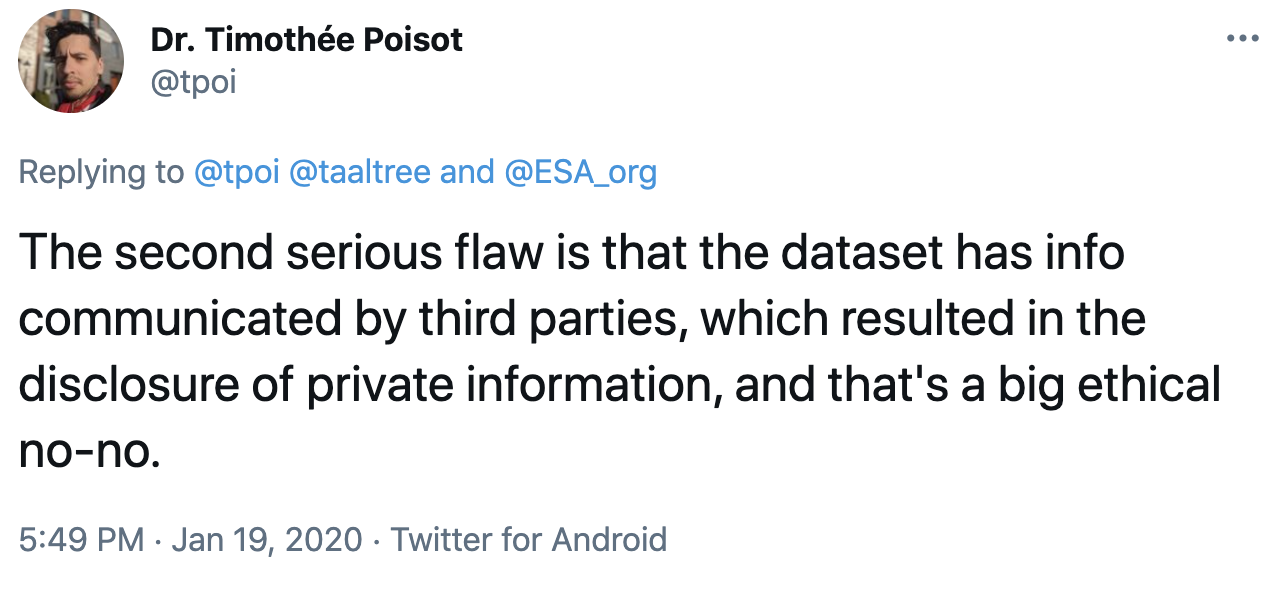 Dr. Timothée Poisot
@tpoi
Replying to @tpoi @taaltree and @ESA_org
The second serious flaw is that the dataset has info
communicated by third parties, which resulted in the
disclosure of private information, and that's a big ethical
no-no.
5:49 PM · Jan 19, 2020 · Twitter for Android